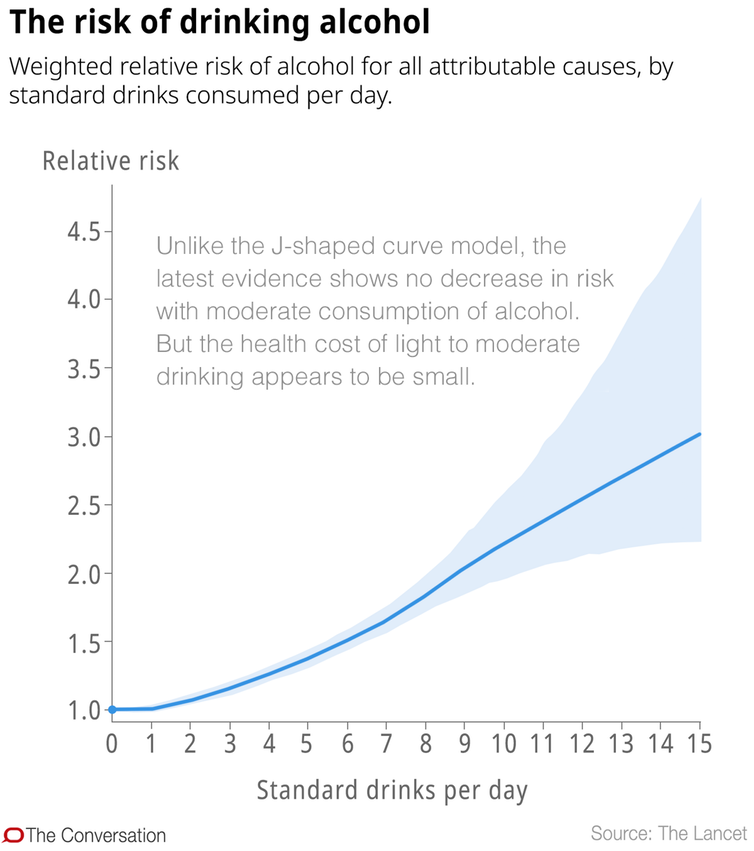 The risk of drinking alcohol
Weighted relative risk of alcohol for all attributable causes, by
standard drinks consumed per day.
Relative risk
4.5
Unlike the J-shaped curve model, the
latest evidence shows no decrease in risk
4.0
with moderate consumption of alcohol.
But the health cost of light to moderate
3.5
drinking appears to be small.
3.0
2.5
2.0
1.5
1.0
0 1 2 3 4 5 6 7 8 9 10 11 12 13 14 15
Standard drinks per day
The Conversation
Source: The Lancet